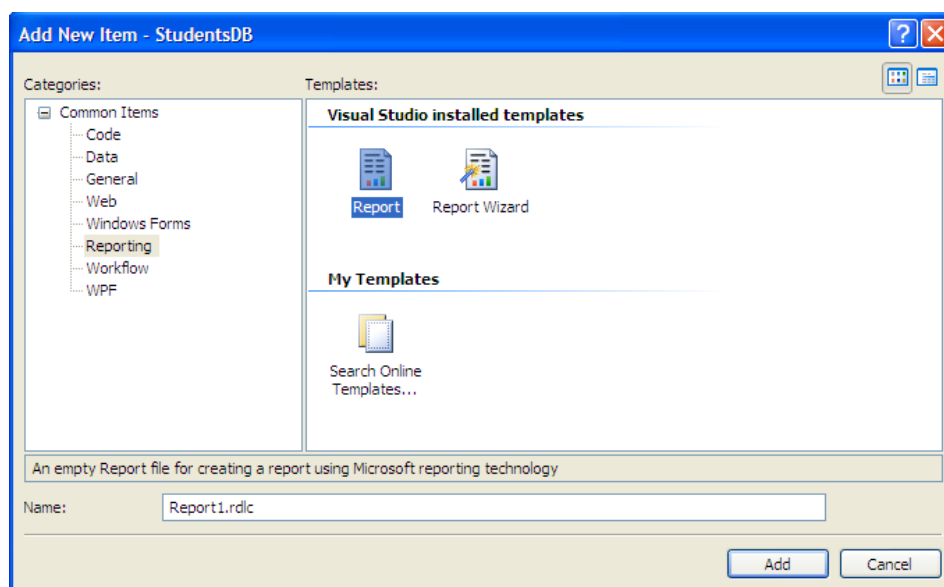 Add New Item - StudentsDB
Categories:
Templates:
Common Items
Code
Data
General
Web
Windows Forms
Reporting
Workflow
WPF
Visual Studio installed templates
Report
Report Wizard
My Templates
Search Online
Templates...
An empty Report file for creating a report using Microsoft reporting technology
Name:
Report1.rdlc
Add
Cancel